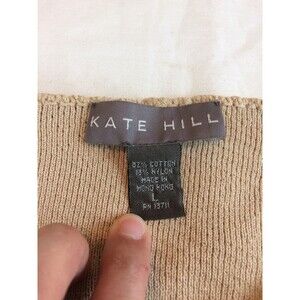 KATE HILL
82% COTTON
18% NYLON
MADE IN
HONG KONG
L
RN 13711